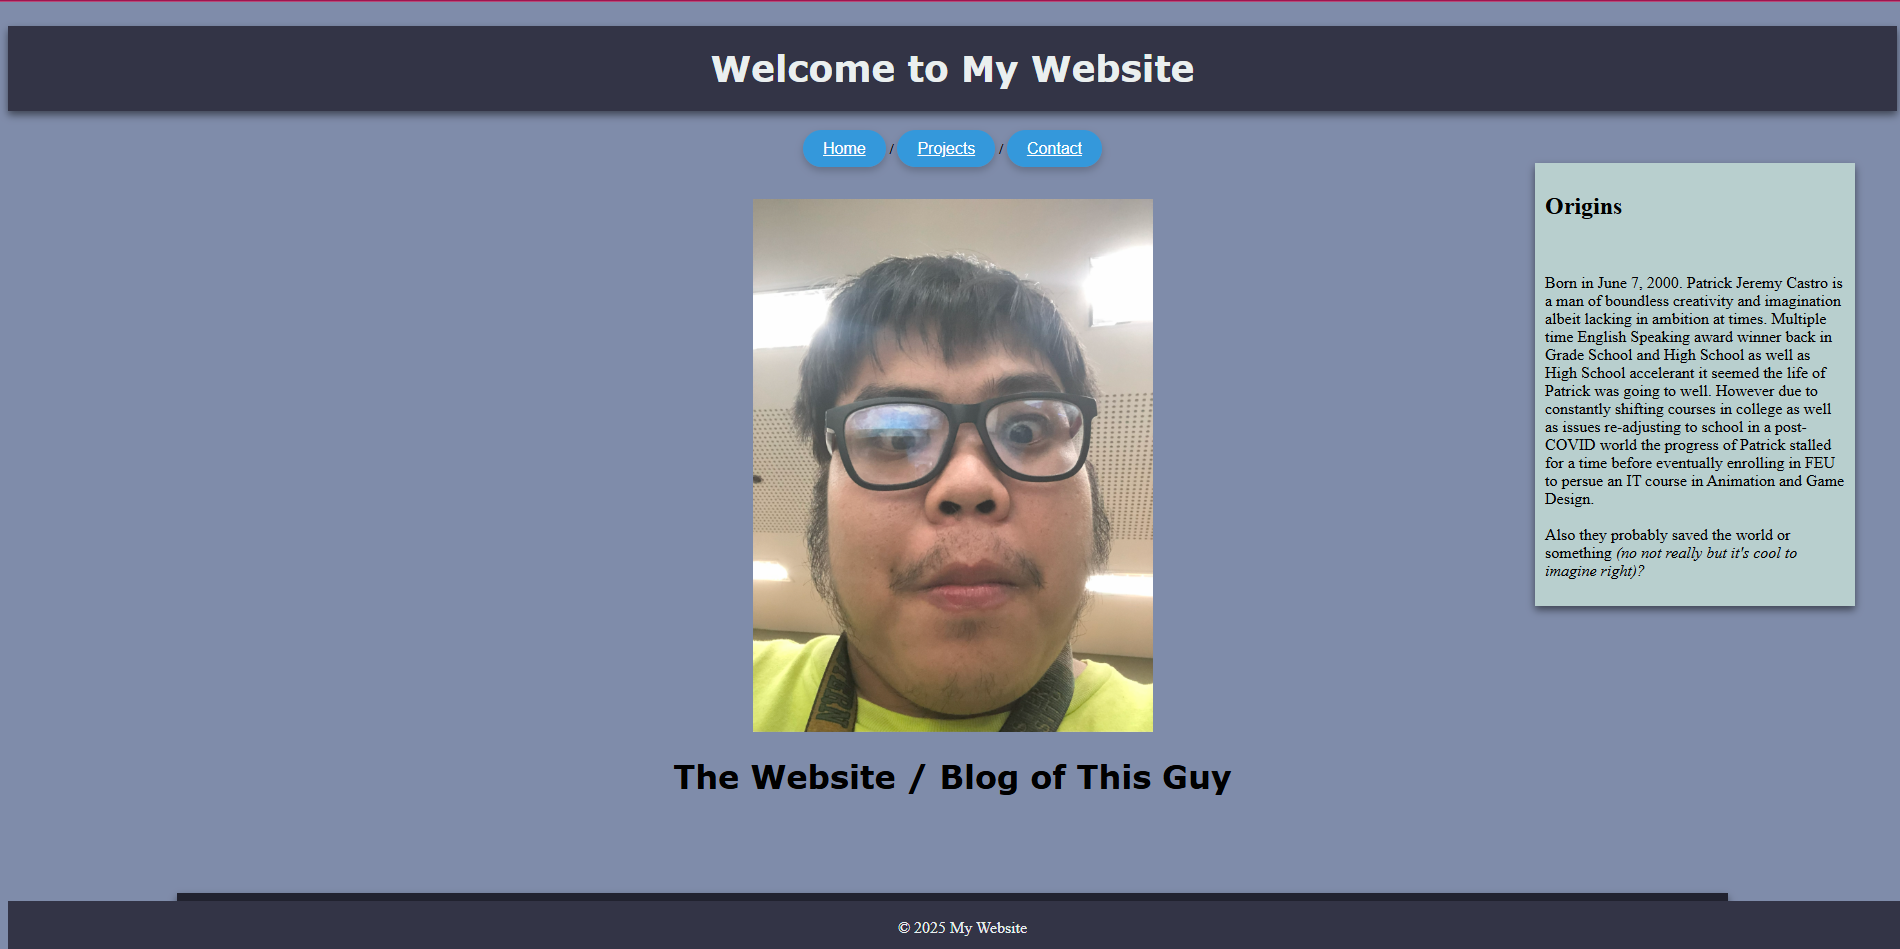 Welcome to My Website
Home / Projects / Contact
Origins
Born in June 7, 2000. Patrick Jeremy Castro is
a man of boundless creativity and imagination
albeit lacking in ambition at times. Multiple
time English Speaking award winner back in
Grade School and High School as well as
High School accelerant it seemed the life of
Patrick was going to well. However due to
constantly shifting courses in college as well
as issues re-adjusting to school in a post-
COVID world the progress of Patrick stalled
for a time before eventually enrolling in FEU
to persue an IT course in Animation and Game
Design.
Also they probably saved the world or
something (no not really but it's cool to
imagine right)?
The Website / Blog of This Guy
© 2025 My Website